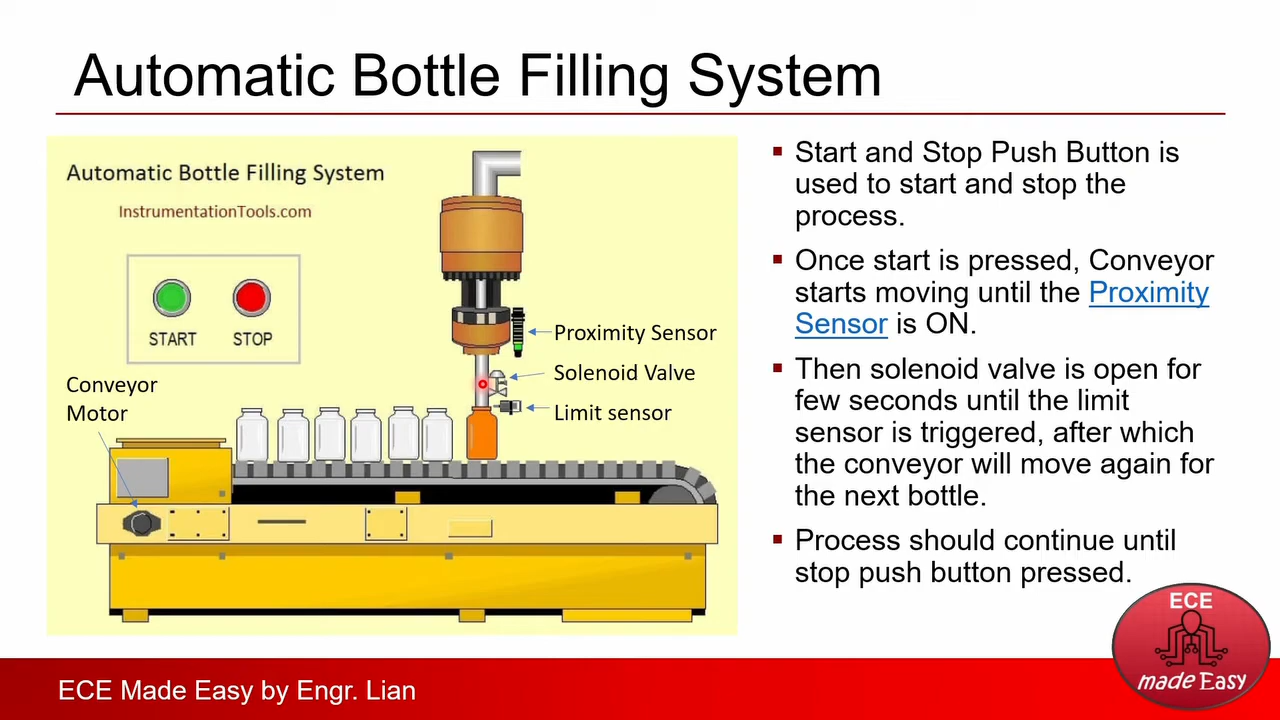 Automatic Bottle Filling System
Automatic Bottle Filling System
InstrumentationTools.com
START
STOP
Conveyor
Motor
Proximity Sensor
Solenoid Valve
Limit sensor
Start and Stop Push Button is
used to start and stop the
process.
Once start is pressed, Conveyor
starts moving until the Proximity
Sensor is ON.
Then solenoid valve is open for
few seconds until the limit
sensor is triggered, after which
the conveyor will move again for
the next bottle.
Process should continue until
stop push button pressed.
ECE
made Easy
ECE Made Easy by Engr. Lian